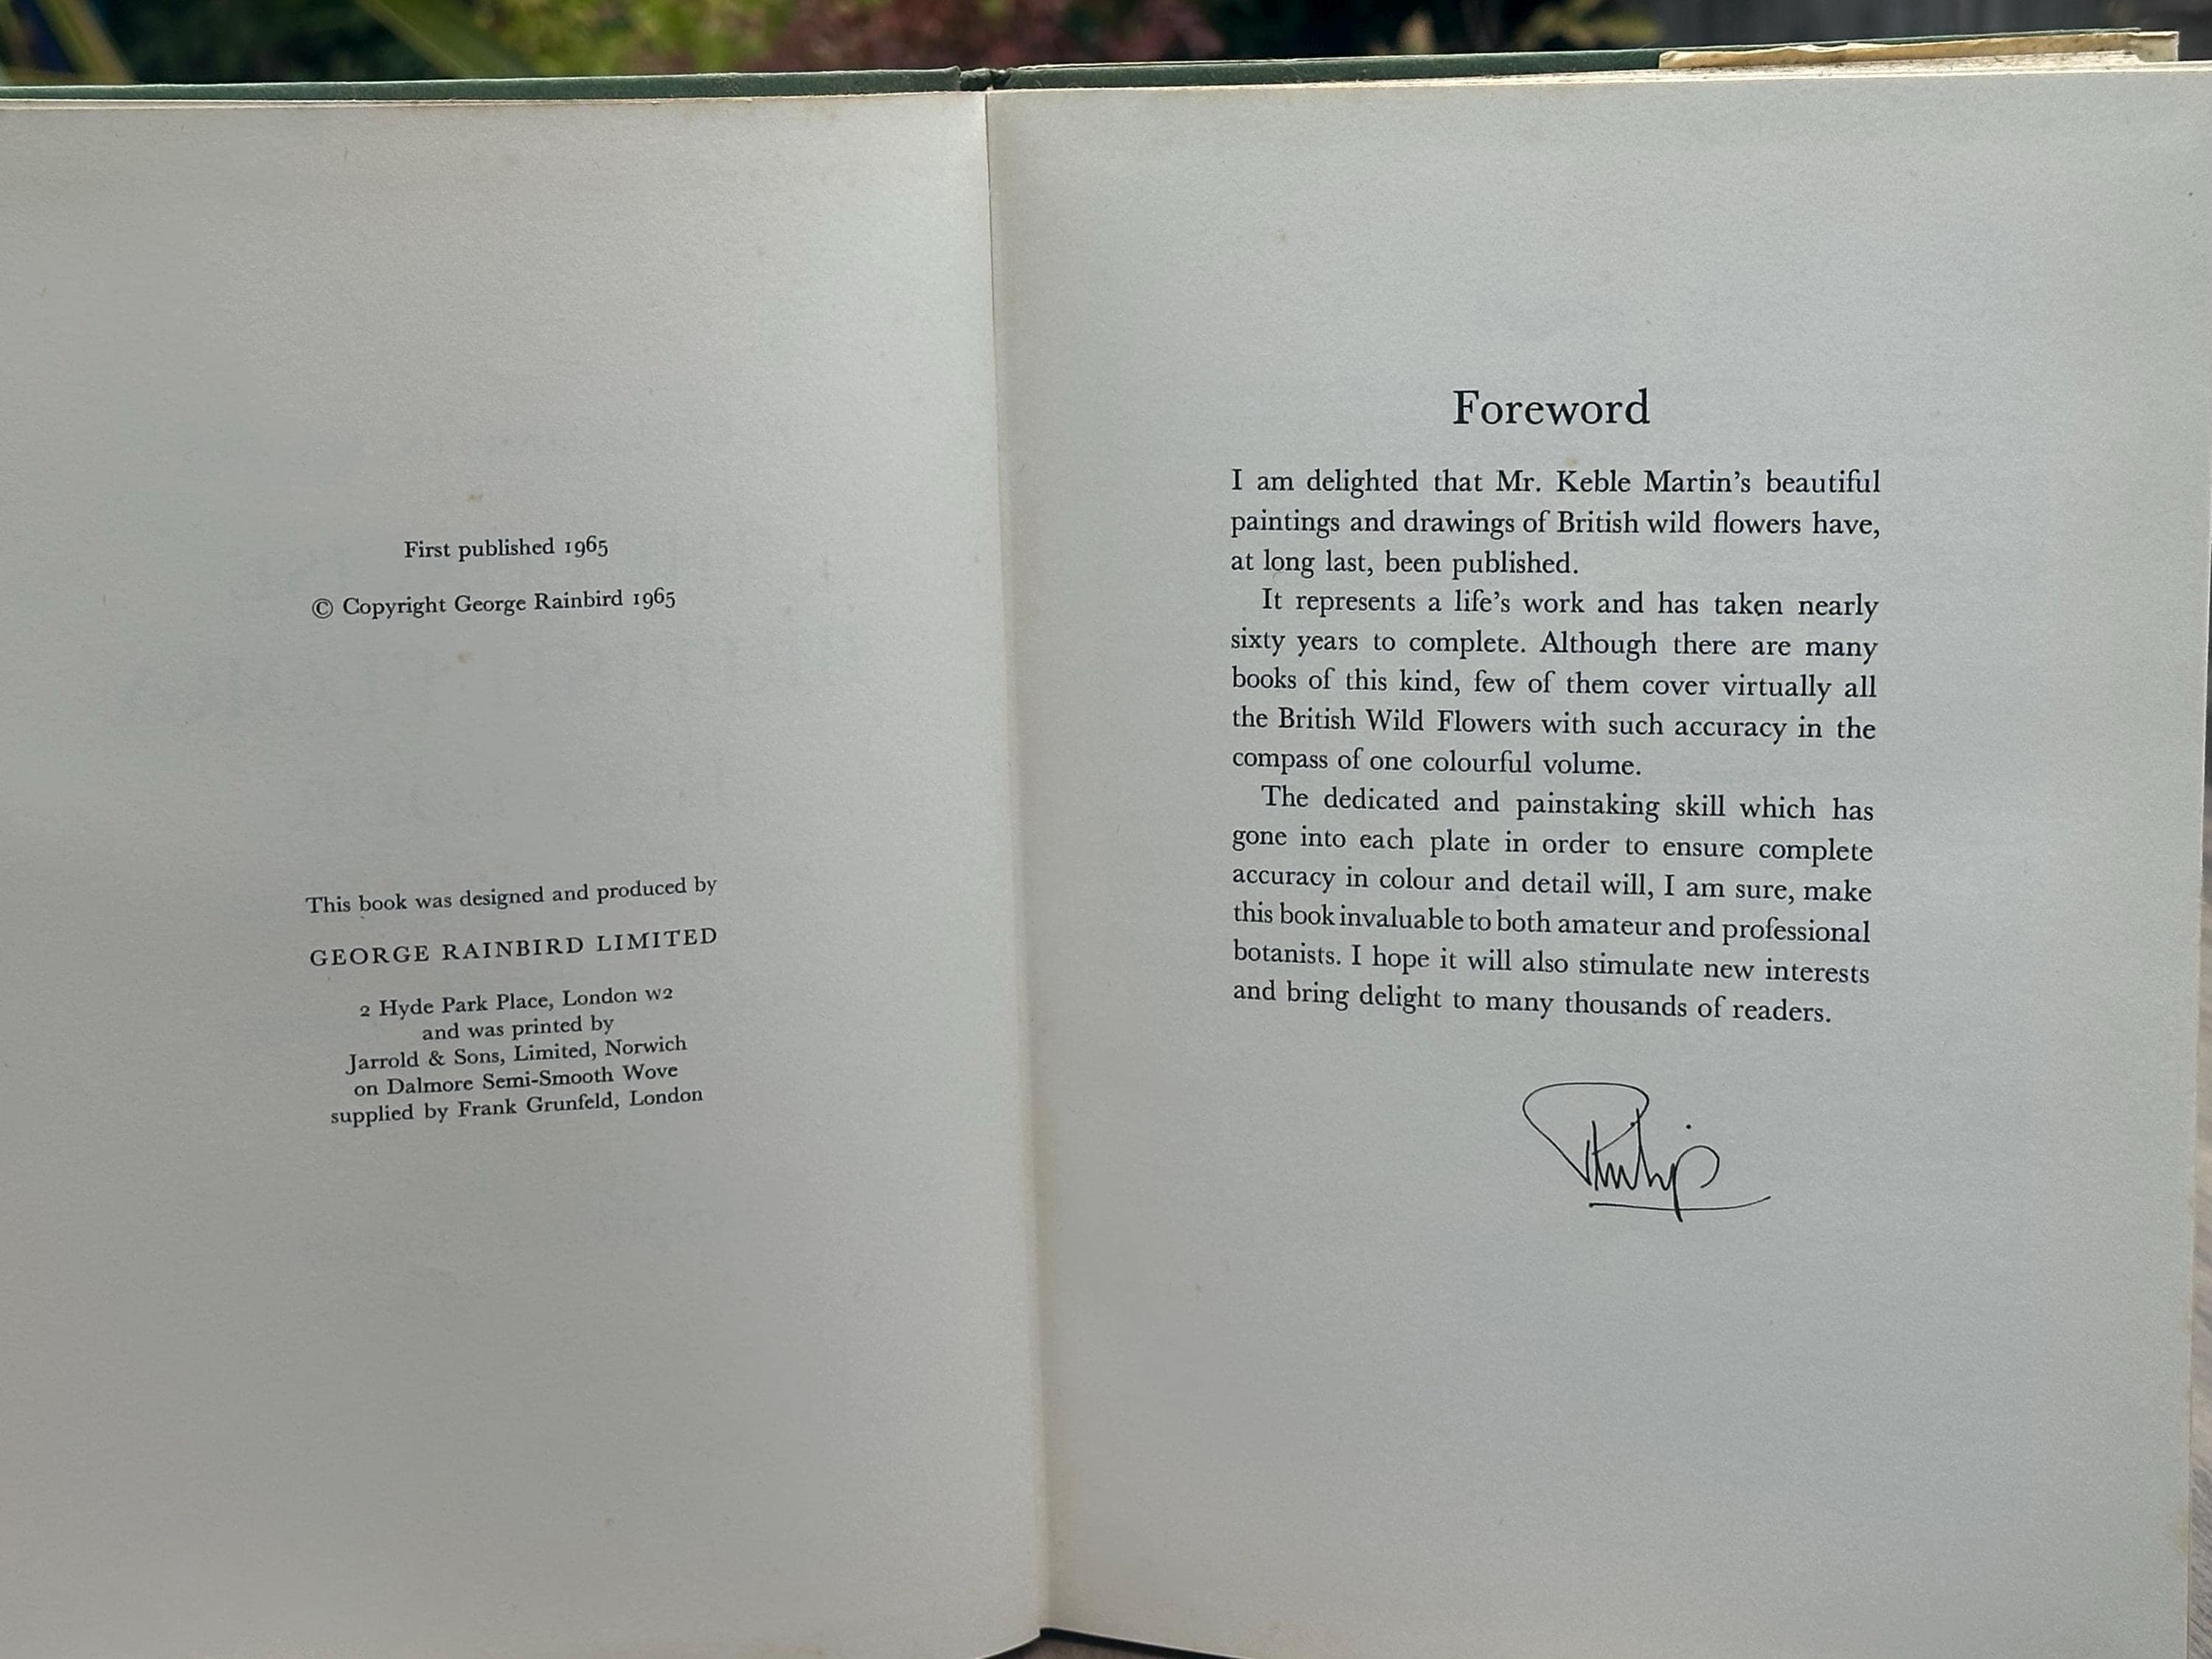 First published 1965
© Copyright George Rainbird 1965
This book was designed and produced by
GEORGE RAINBIRD LIMITED
2 Hyde Park Place, London W2
and was printed by
Jarrold & Sons, Limited, Norwich
on Dalmore Semi-Smooth Wove
supplied by Frank Grunfeld, London
Foreword
I am delighted that Mr. Keble Martin's beautiful
paintings and drawings of British wild flowers have,
at long last, been published.
It represents a life's work and has taken nearly
sixty years to complete. Although there are many
books of this kind, few of them cover virtually all
the British Wild Flowers with such accuracy in the
compass of one colourful volume.
The dedicated and painstaking skill which has
gone into each plate in order to ensure complete
accuracy in colour and detail will, I am sure, make
this book invaluable to both amateur and professional
botanists. I hope it will also stimulate new interests
and bring delight to many thousands of readers.
Philip